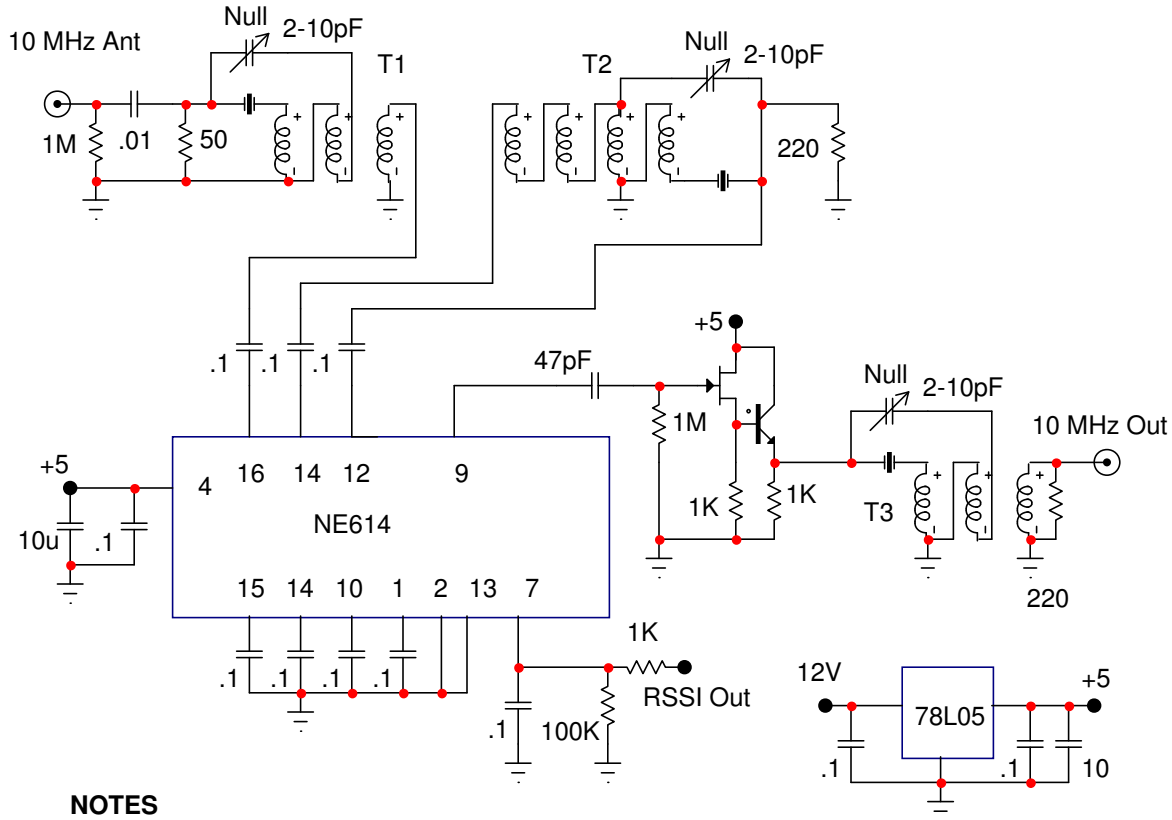 10 MHz Ant
Null
2-10pF
T1
T2
Null
2-10pF
1M
.01
50
220
.1
.1
.1
47pF
+5
1M
1K
1K
Null
2-10pF
T3
10 MHz Out
220
+5
10u
.1
4
16
14
12
9
NE614
15
14
10
1
2
13
7
.1
.1
.1
.1
.1
100K
1K
RSSI Out
12V
78L05
+5
.1
.1
10
NOTES
+
-
+
-
+
-
+
-
+
-
+
-
+
-
+
-
+
-
+
-